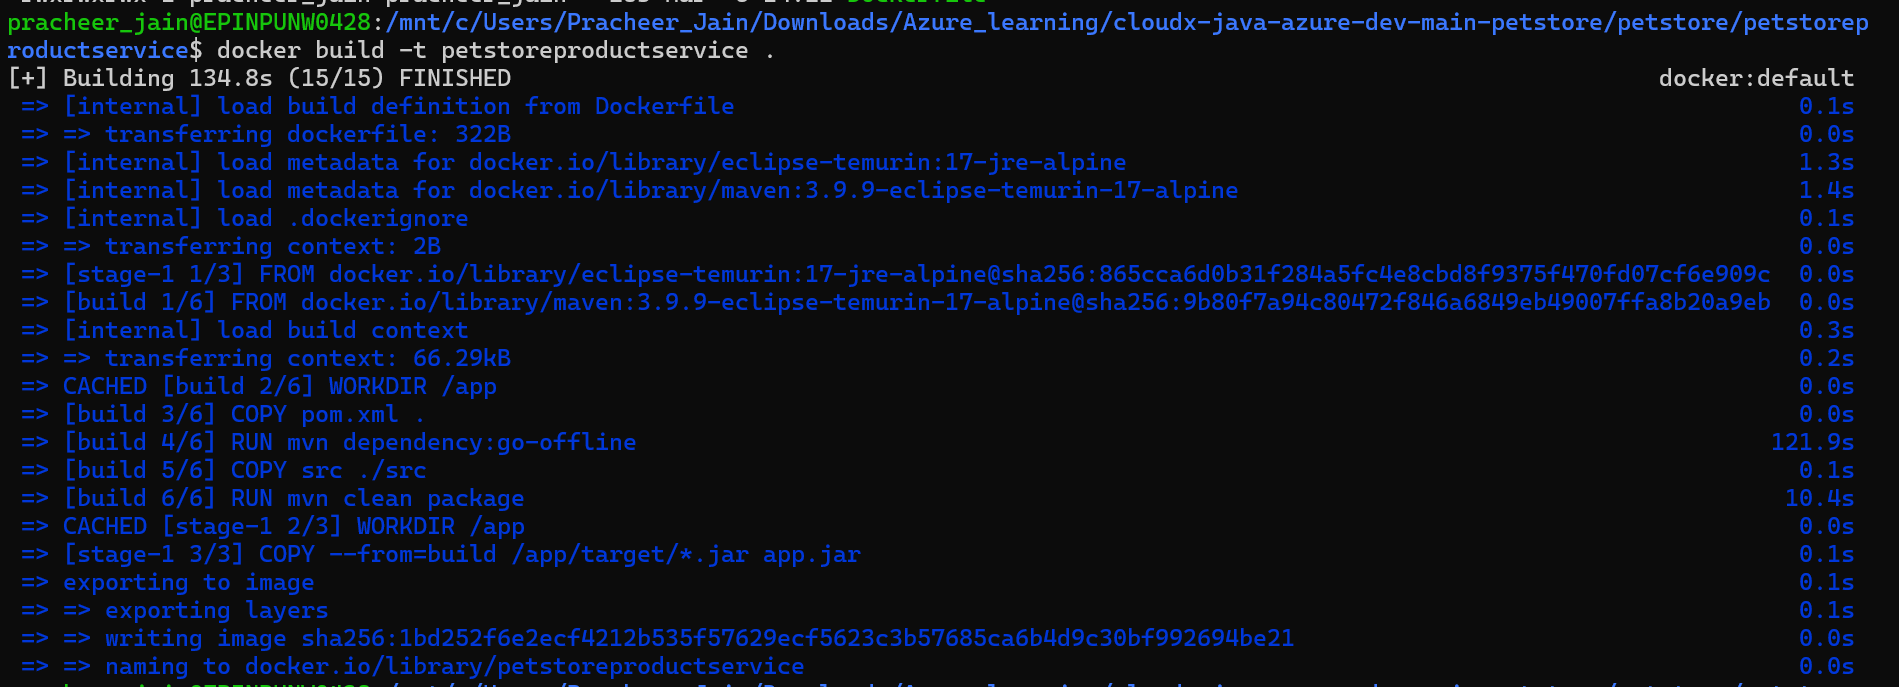 pracheer_jain@EPINPUNW0428:/mnt/c/Users/Pracheer_Jain/Downloads/Azure_learning/cloudx-java-azure-dev-main-petstore/petstore/petstorep
roductservice$ docker build -t petstoreproductservice .
[+] Building 134.8s (15/15) FINISHED docker:default
=> [internal] load build definition from Dockerfile 0.1s
=> => transferring dockerfile: 322B 0.0s
=> [internal] load metadata for docker.io/library/eclipse-temurin:17-jre-alpine 1.3s
=> [internal] load metadata for docker.io/library/maven:3.9.9-eclipse-temurin-17-alpine 1.4s
=> [internal] load .dockerignore 0.1s
=> => transferring context: 2B 0.0s
=> [stage-1 1/3] FROM docker.io/library/eclipse-temurin:17-jre-alpine@sha256:865cca6d0b31f284a5fc4e8cbd8f9375f470fd07cf6e909c 0.0s
=> [build 1/6] FROM docker.io/library/maven:3.9.9-eclipse-temurin-17-alpine@sha256:9b80f7a94c80472f846a6849eb49007ffa8b20a9eb 0.0s
=> [internal] load build context 0.3s
=> => transferring context: 66.29kB 0.2s
=> CACHED [build 2/6] WORKDIR /app 0.0s
=> [build 3/6] COPY pom.xml . 0.0s
=> [build 4/6] RUN mvn dependency:go-offline 121.9s
=> [build 5/6] COPY src ./src 0.1s
=> [build 6/6] RUN mvn clean package 10.4s
=> CACHED [stage-1 2/3] WORKDIR /app 0.0s
=> [stage-1 3/3] COPY --from=build /app/target/*.jar app.jar 0.1s
=> exporting to image 0.1s
=> => exporting layers 0.1s
=> => writing image sha256:1bd252f6e2ecf4212b535f57629ecf5623c3b57685ca6b4d9c30bf992694be21 0.0s
=> => naming to docker.io/library/petstoreproductservice 0.0s